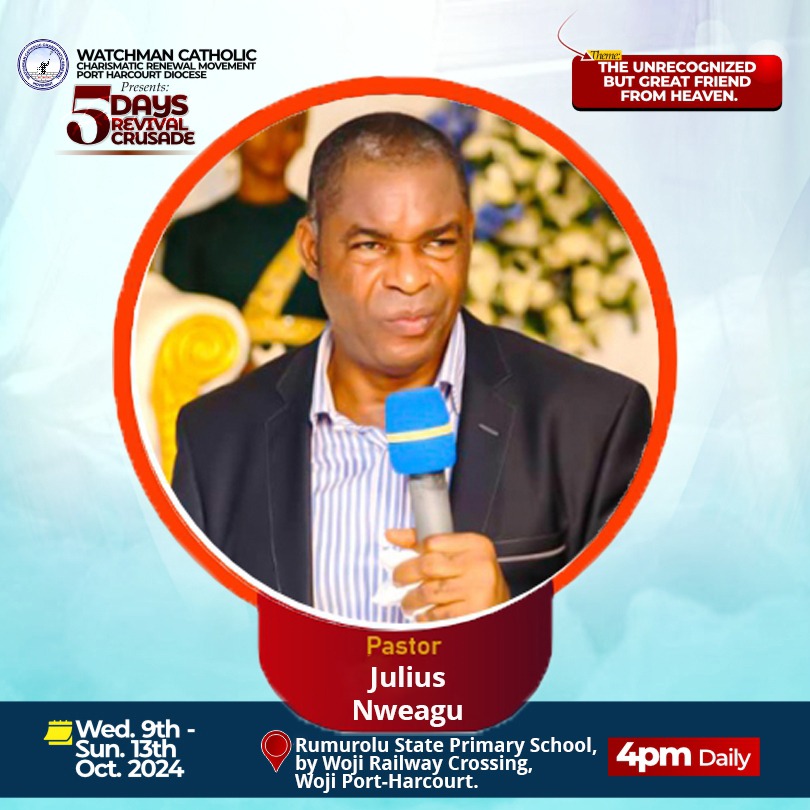 WATCHMAN CATHOLIC
CHARISMATIC RENEWAL MOVEMENT
PORT HARCOURT DIOCESE
Presents:
5 DAYS
REVIVAL
CRUSADE
Theme:
THE UNRECOGNIZED
BUT GREAT FRIEND
FROM HEAVEN.
Pastor
Julius
Nweagu
Wed. 9th -
Sun. 13th
Oct. 2024
Rumurolu State Primary School,
by Woji Railway Crossing,
Woji Port-Harcourt.
4pm Daily